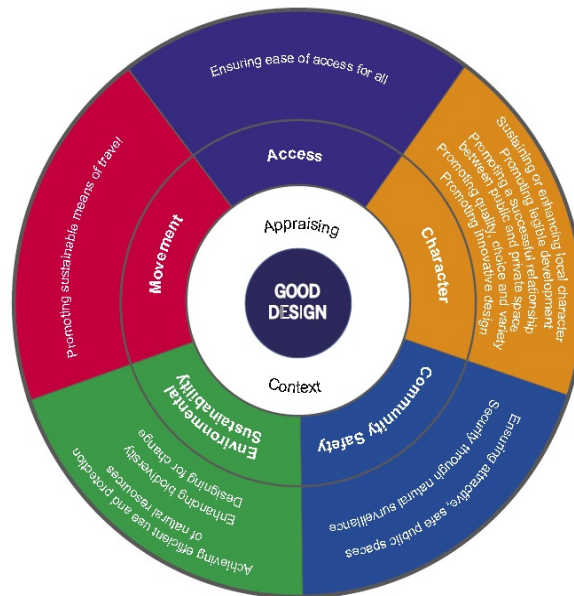 Ensuring ease of access for all
Access
Sustaining or enhancing local character
Promoting legible development
Promoting a successful relationship
between public and private space
Promoting quality, choice and variety
Promoting innovative design
Character
Community Safety
Ensuring attractive, safe public spaces
Security through natural surveillance
Environmental
Sustainability
Achieving efficient use and protection
of natural resources
Enhancing biodiversity
Designing for change
Movement
Promoting sustainable means of travel
Appraising
GOOD
DESIGN
Context